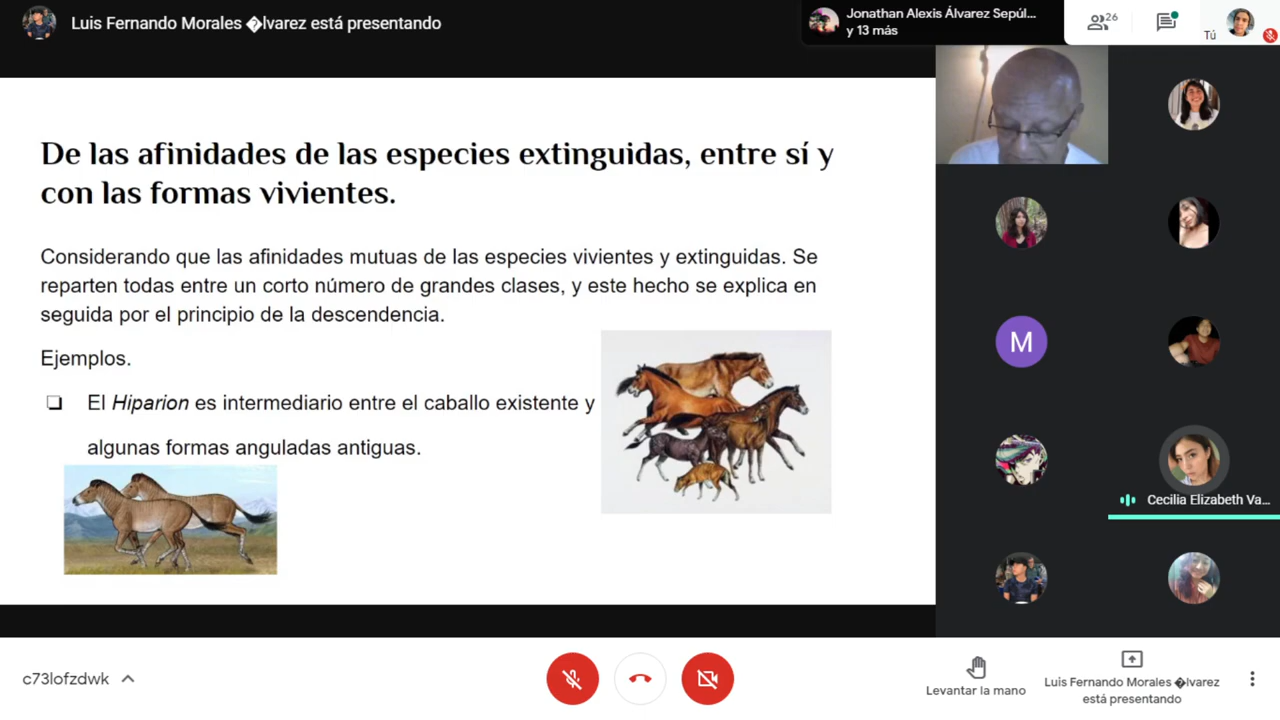 Luis Fernando Morales �lvarez está presentando
Jonathan Alexis Álvarez Sepúl...
y 13 más
26
Tú
De las afinidades de las especies extinguidas, entre sí y
con las formas vivientes.
Considerando que las afinidades mutuas de las especies vivientes y extinguidas. Se
reparten todas entre un corto número de grandes clases, y este hecho se explica en
seguida por el principio de la descendencia.
Ejemplos.
❏ El Hiparion es intermediario entre el caballo existente y
algunas formas anguladas antiguas.
M
Cecilia Elizabeth Va...
c73lofzdwk
Levantar la mano
Luis Fernando Morales �lvarez
está presentando